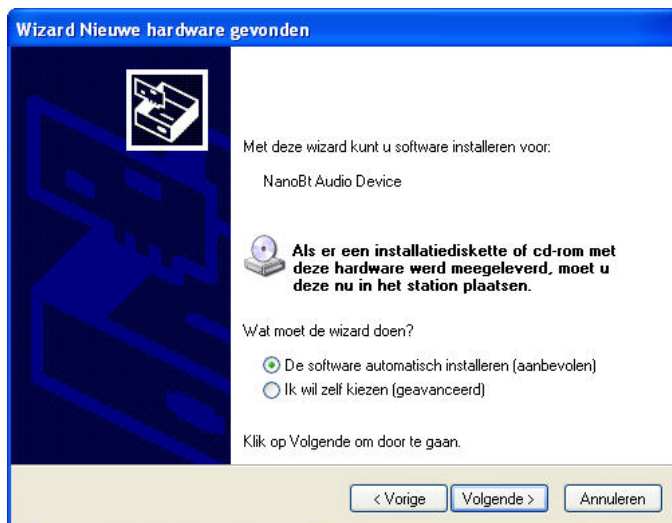 Wizard Nieuwe hardware gevonden
Met deze wizard kunt u software installeren voor:
NanoBt Audio Device
Als er een installatiediskette of cd-rom met
deze hardware werd meegeleverd, moet u
deze nu in het station plaatsen.
Wat moet de wizard doen?
De software automatisch installeren (aanbevolen)
Ik wil zelf kiezen (geavanceerd)
Klik op Volgende om door te gaan.
< Vorige Volgende > Annuleren